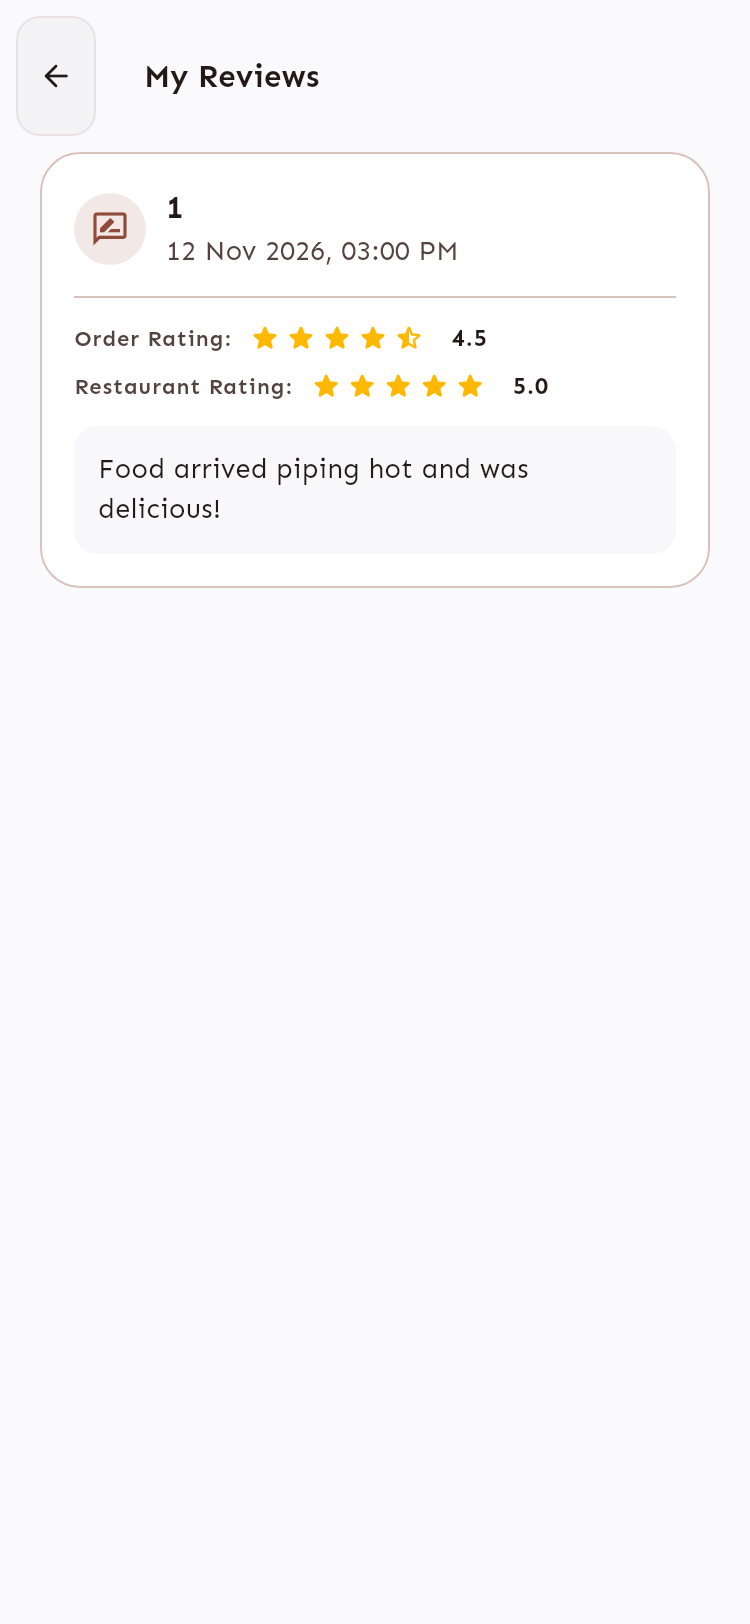 My Reviews
1
12 Nov 2026, 03:00 PM
Order Rating: 4.5
Restaurant Rating: 5.0
Food arrived piping hot and was
delicious!